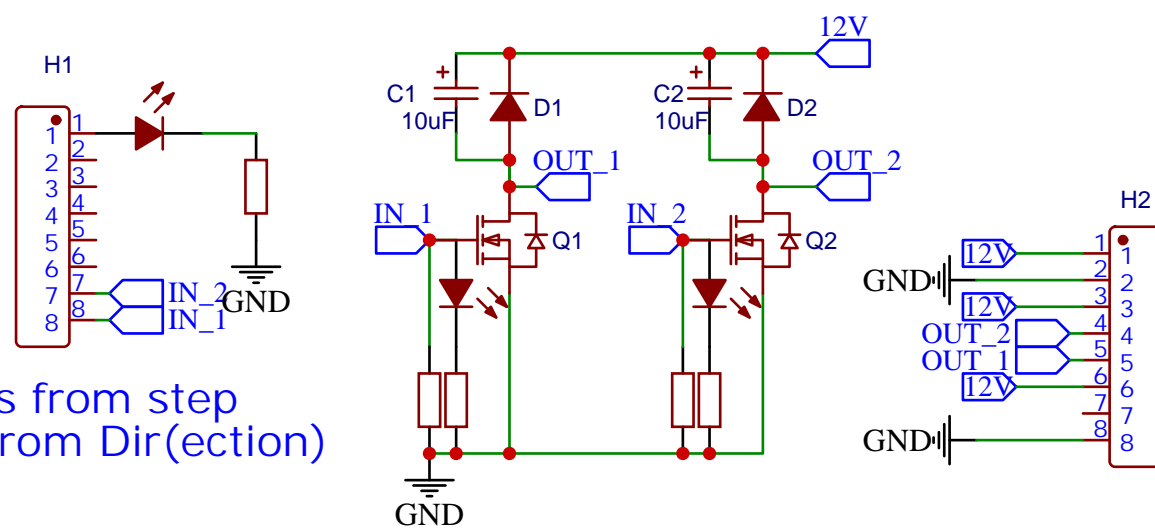 12V
H1
C1
10uF
D1
C2
10uF
D2
OUT_1
OUT_2
IN_1
Q1
IN_2
Q2
1 1
2 2
3 3
4 4
5 5
6 6
7 7 IN_2
8 8 IN_1
GND
s from step
rom Dir(ection)
GND
H2
12V 1 1
GND 2 2
12V 3 3
OUT_2 4 4
OUT_1 5 5
12V 6 6
7 7
GND 8 8